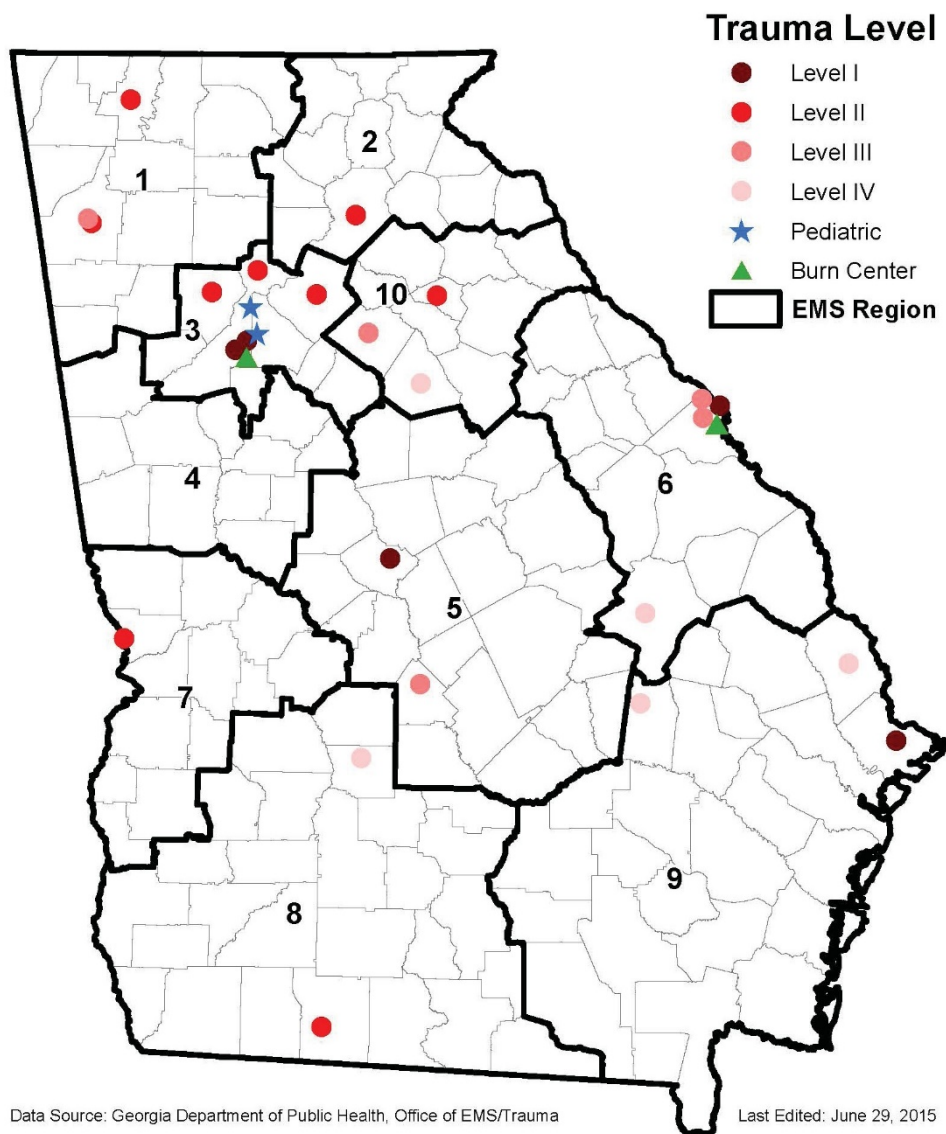 Trauma Level
Level I
Level II
Level III
Level IV
Pediatric
Burn Center
EMS Region
1
2
3
10
4
5
6
7
8
9
Data Source: Georgia Department of Public Health, Office of EMS/Trauma
Last Edited: June 29, 2015